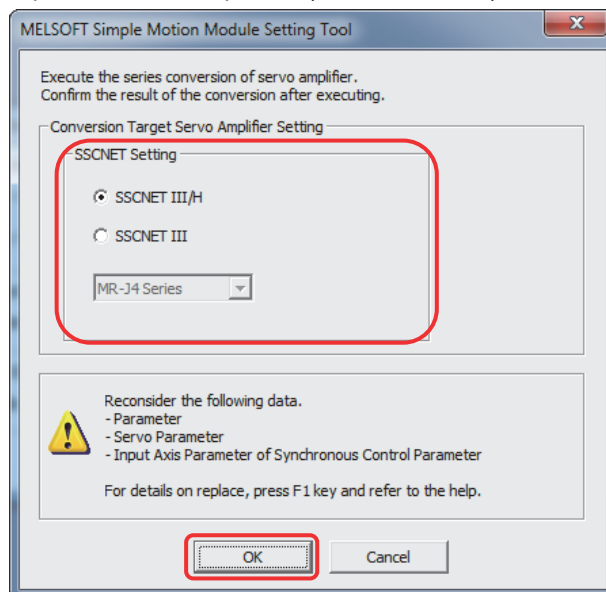 MELSOFT Simple Motion Module Setting Tool
Execute the series conversion of servo amplifier.
Confirm the result of the conversion after executing.
Conversion Target Servo Amplifier Setting
SSCNET Setting
SSCNET III/H
SSCNET III
MR-J4 Series
Reconsider the following data.
- Parameter
- Servo Parameter
- Input Axis Parameter of Synchronous Control Parameter
For details on replace, press F1 key and refer to the help.
OK Cancel